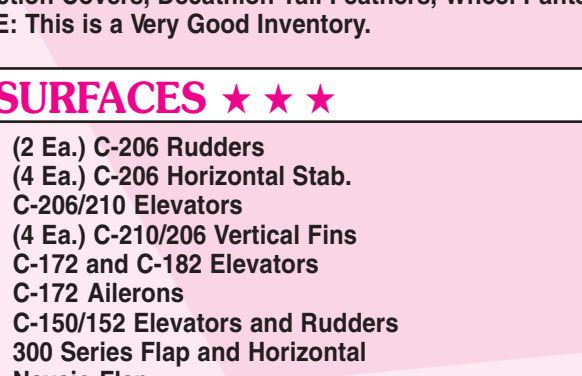 Covers, Decathlon Tail Feathers, Wheel Pants
This is a Very Good Inventory.
SURFACES ★ ★ ★
(2 Ea.) C-206 Rudders
(4 Ea.) C-206 Horizontal Stab.
C-206/210 Elevators
(4 Ea.) C-210/206 Vertical Fins
C-172 and C-182 Elevators
C-172 Ailerons
C-150/152 Elevators and Rudders
300 Series Flap and Horizontal
Flap